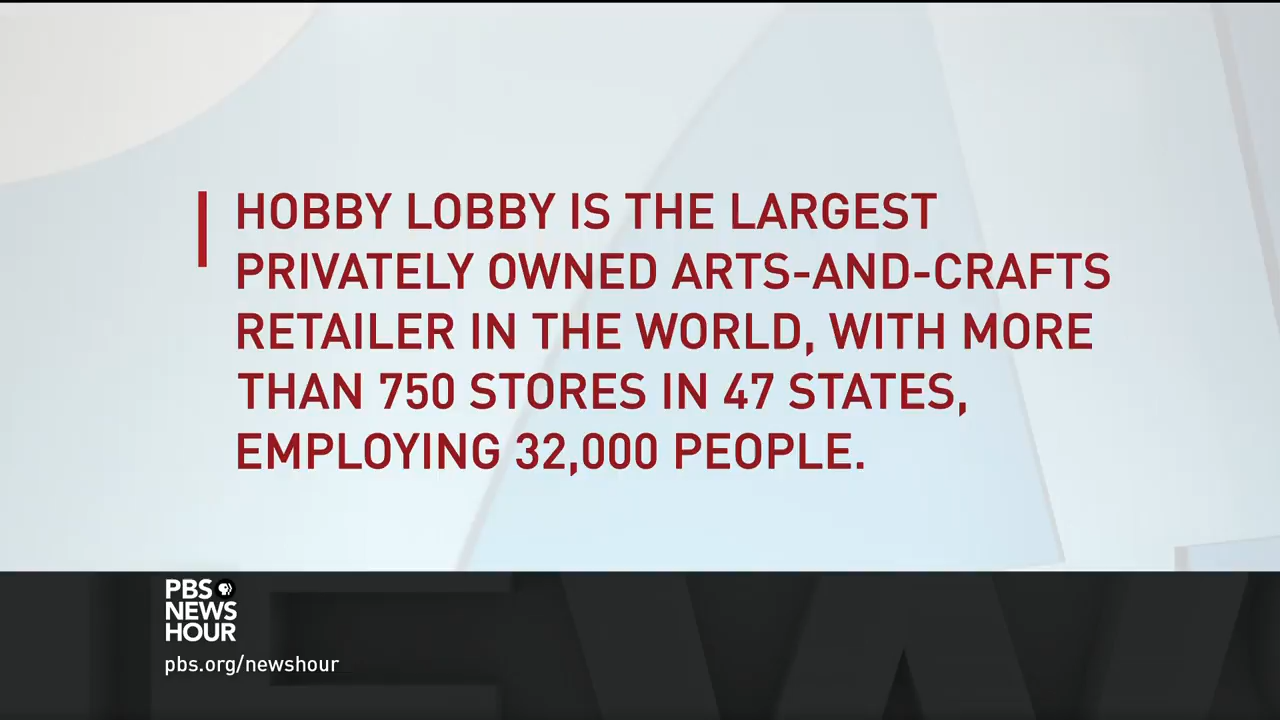 HOBBY LOBBY IS THE LARGEST
PRIVATELY OWNED ARTS-AND-CRAFTS
RETAILER IN THE WORLD, WITH MORE
THAN 750 STORES IN 47 STATES,
EMPLOYING 32,000 PEOPLE.
PBS
NEWS
HOUR
pbs.org/newshour